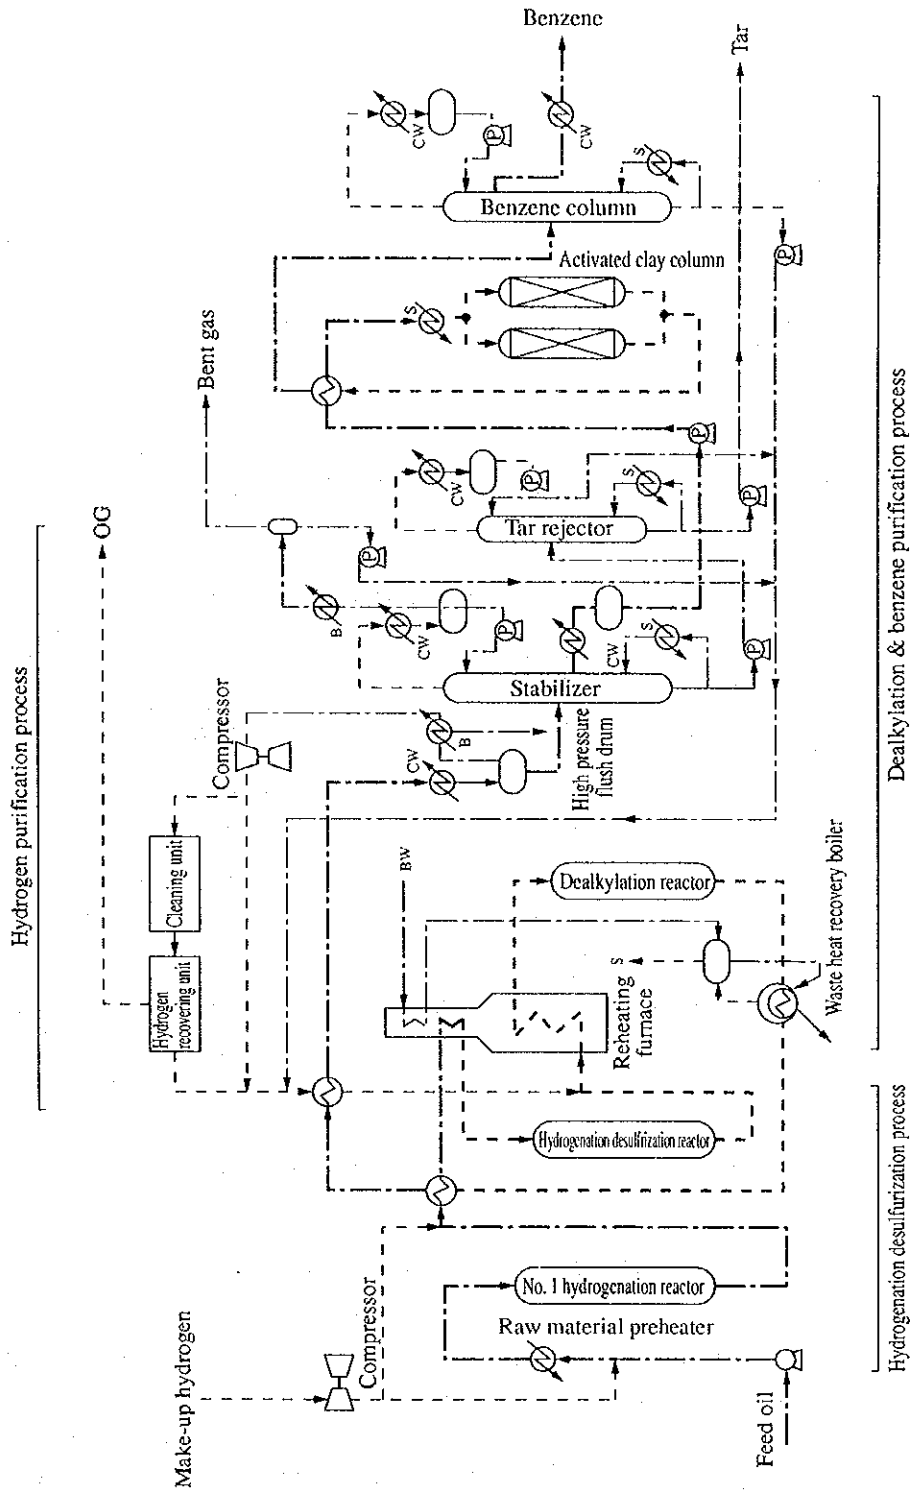 Benzene
Tar
CW
P
CW
S
Benzene column
P
Activated clay column
S
Bent gas
P
CW
P
S
Tar rejector
P
OG
P
B
CW
P
CW
S
Stabilizer
P
Hydrogen purification process
Compressor
B
CW
High pressure
flush drum
Cleaning unit
Hydrogen
recovering unit
BW
Dealkylation reactor
S
Waste heat recovery boiler
Reheating
furnace
Dealkylation & benzene purification process
Hydrogenation desulfirization reactor
No. 1 hydrogenation reactor
Raw material preheater
Compressor
Make-up hydrogen
Feed oil
Hydrogenation desulfurization process